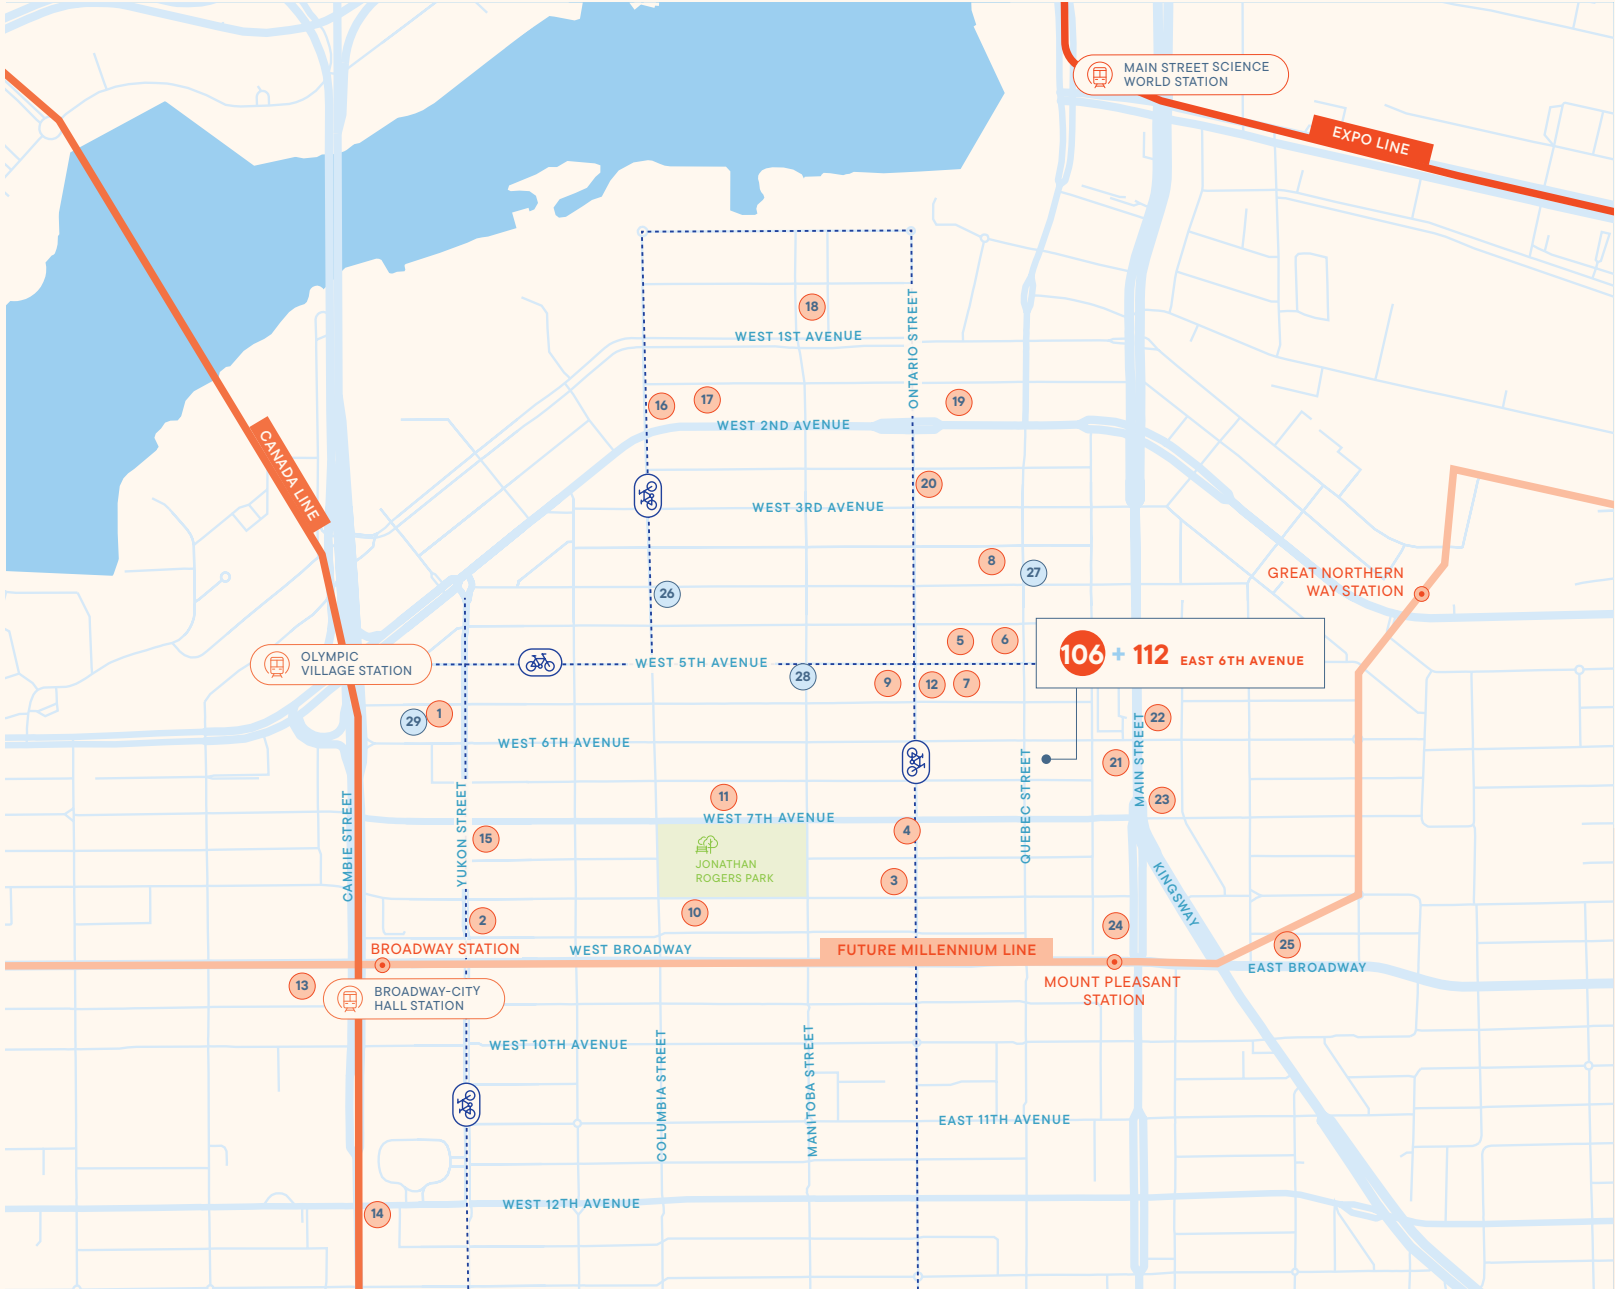 MAIN STREET SCIENCE
WORLD STATION
EXPO LINE
18
WEST 1ST AVENUE
ONTARIO STREET
16
17
19
WEST 2ND AVENUE
CANADA LINE
20
WEST 3RD AVENUE
8
27
GREAT NORTHERN
WAY STATION
26
5
6
OLYMPIC
VILLAGE STATION
WEST 5TH AVENUE
106 + 112 EAST 6TH AVENUE
28
9
12
7
29
1
22
WEST 6TH AVENUE
MAIN STREET
21
23
QUEBEC STREET
11
WEST 7TH AVENUE
CAMBIE STREET
YUKON STREET
15
4
JONATHAN
ROGERS PARK
3
KINGSWAY
2
10
24
BROADWAY STATION
WEST BROADWAY
FUTURE MILLENNIUM LINE
25
EAST BROADWAY
13
BROADWAY-CITY
HALL STATION
MOUNT PLEASANT
STATION
WEST 10TH AVENUE
COLUMBIA STREET
MANITOBA STREET
EAST 11TH AVENUE
WEST 12TH AVENUE
14